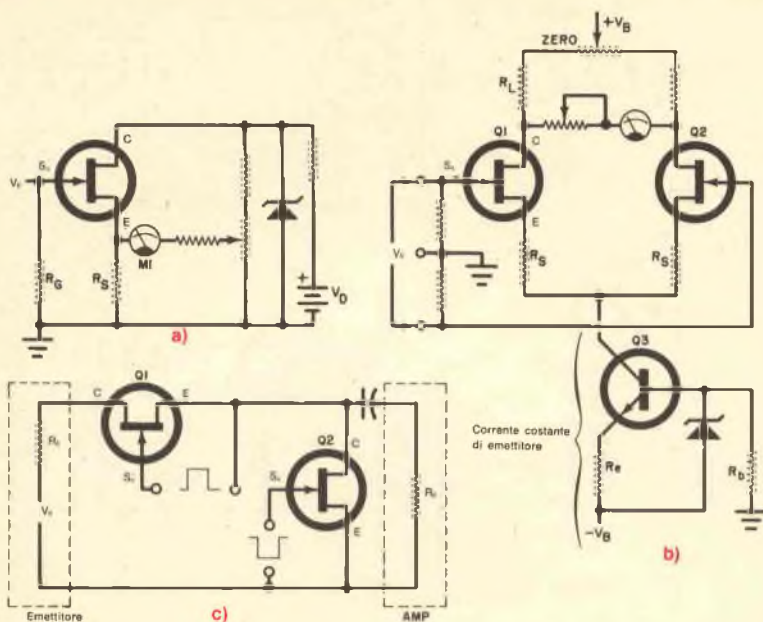 +VB
ZERO
RL
Q1
Q2
C
C
E
E
MI
RG
RS
VD
a)
RS
RS
Q3
Corrente costante
di emettitore
Re
Rb
-VB
b)
Q1
C
E
Q2
C
E
c)
Emettitore
AMP